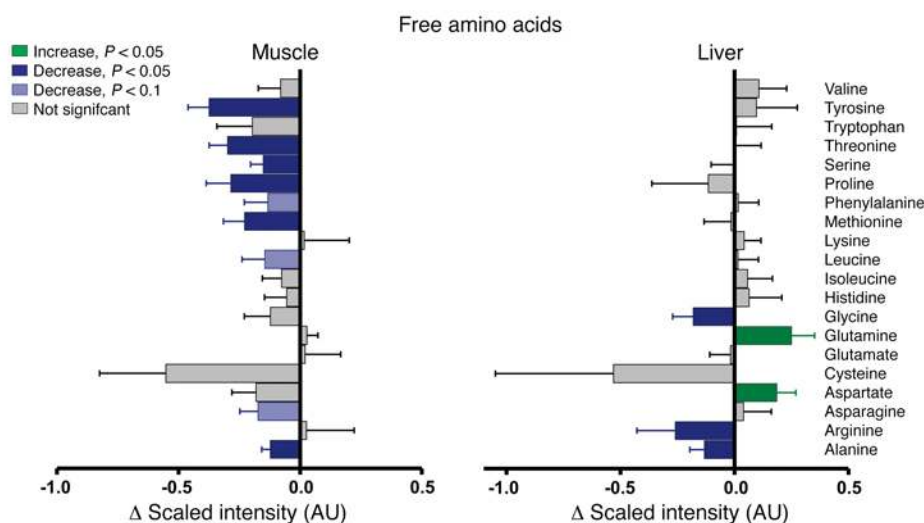 Free amino acids
Increase, P < 0.05
Decrease, P < 0.05
Decrease, P < 0.1
Not signifcant
Muscle
Liver
Valine
Tyrosine
Tryptophan
Threonine
Serine
Proline
Phenylalanine
Methionine
Lysine
Leucine
Isoleucine
Histidine
Glycine
Glutamine
Glutamate
Cysteine
Aspartate
Asparagine
Arginine
Alanine
-1.0 -0.5 0.0 0.5
-1.0 -0.5 0.0 0.5
Δ Scaled intensity (AU)
Δ Scaled intensity (AU)